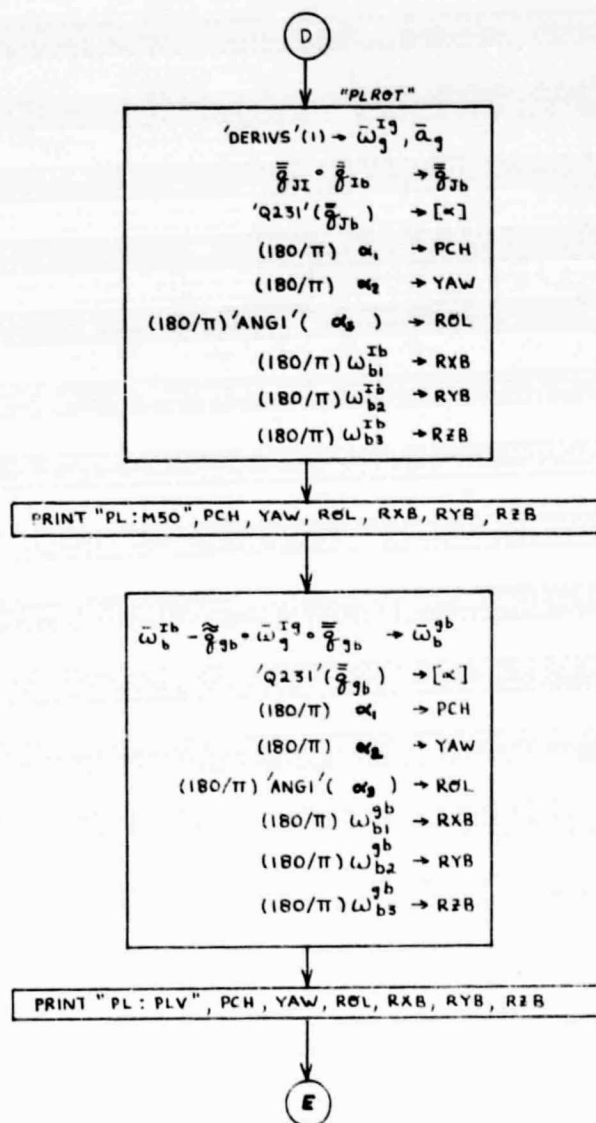 D
"PLRØT"
'DERIVS'(1) → ω̄_g^Ig, ā_g
q̿_JI ∘ q̿_Ib → q̿_Jb
'Q231'(q̿_Jb) → [α]
(180/π) α₁ → PCH
(180/π) α₂ → YAW
(180/π) 'ANG1'( α₃ ) → RØL
(180/π) ω_b1^Ib → RXB
(180/π) ω_b2^Ib → RYB
(180/π) ω_b3^Ib → RZB
PRINT "PL:M50", PCH, YAW, RØL, RXB, RYB, RZB
ω̄_b^Ib - q̃_gb ∘ ω_g^Ig ∘ q̿_gb → ω_b^gb
'Q231'(q̿_gb) → [α]
(180/π) α₁ → PCH
(180/π) α₂ → YAW
(180/π) 'ANG1'( α₃ ) → RØL
(180/π) ω_b1^gb → RXB
(180/π) ω_b2^gb → RYB
(180/π) ω_b3^gb → RZB
PRINT "PL:PLV", PCH, YAW, RØL, RXB, RYB, RZB
E